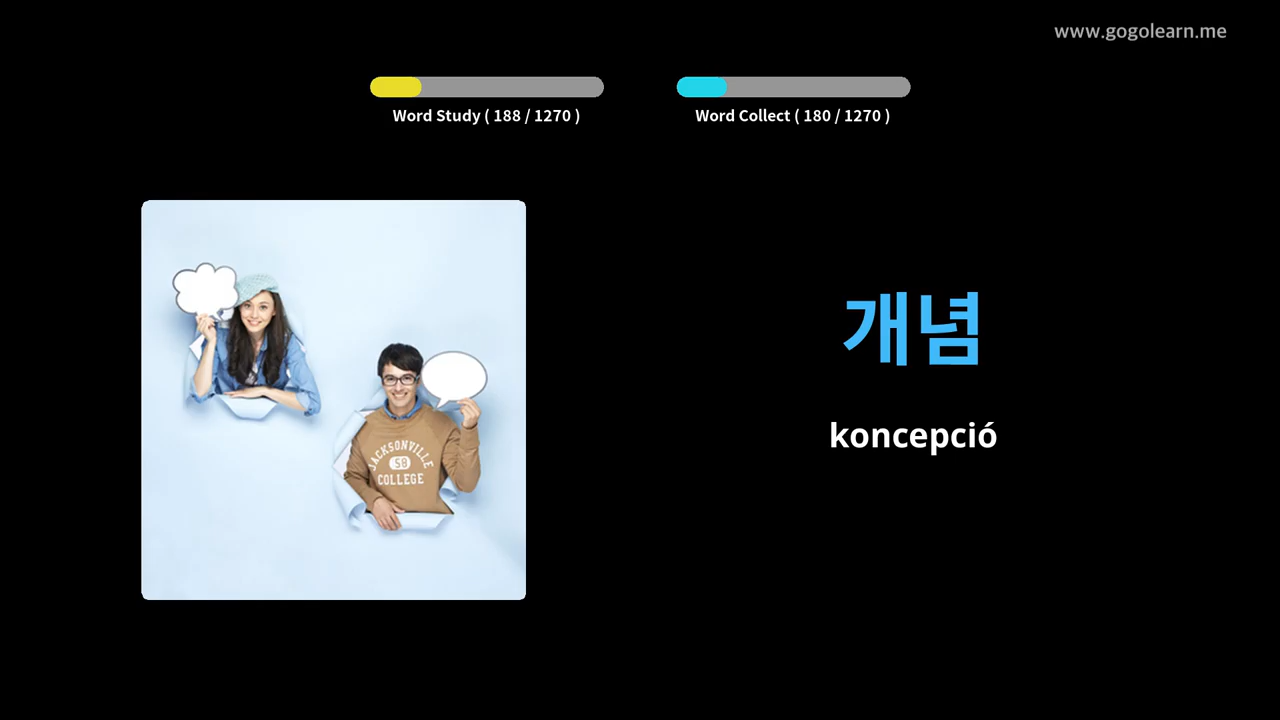 www.gogolearn.me
Word Study ( 188 / 1270 )
Word Collect ( 180 / 1270 )
JACKSONVILLE
58
COLLEGE
개념
koncepció